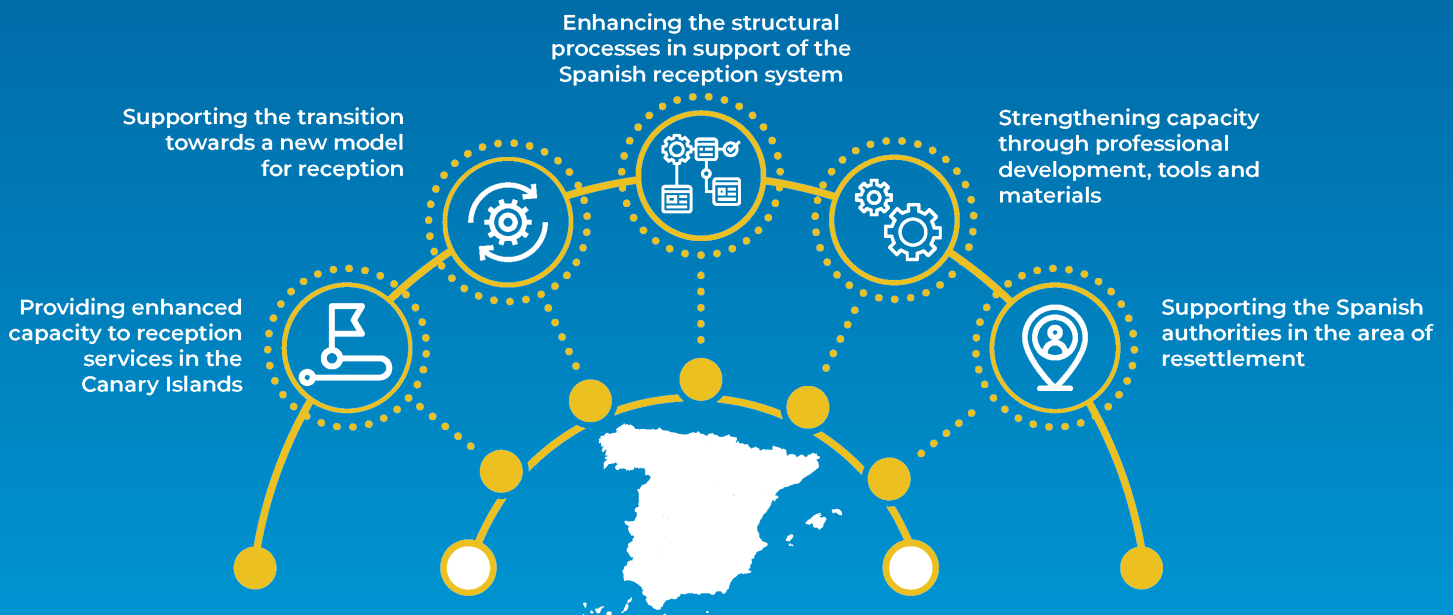 Enhancing the structural
processes in support of the
Spanish reception system
Supporting the transition
towards a new model
for reception
Strengthening capacity
through professional
development, tools and
materials
Providing enhanced
capacity to reception
services in the
Canary Islands
Supporting the Spanish
authorities in the area of
resettlement